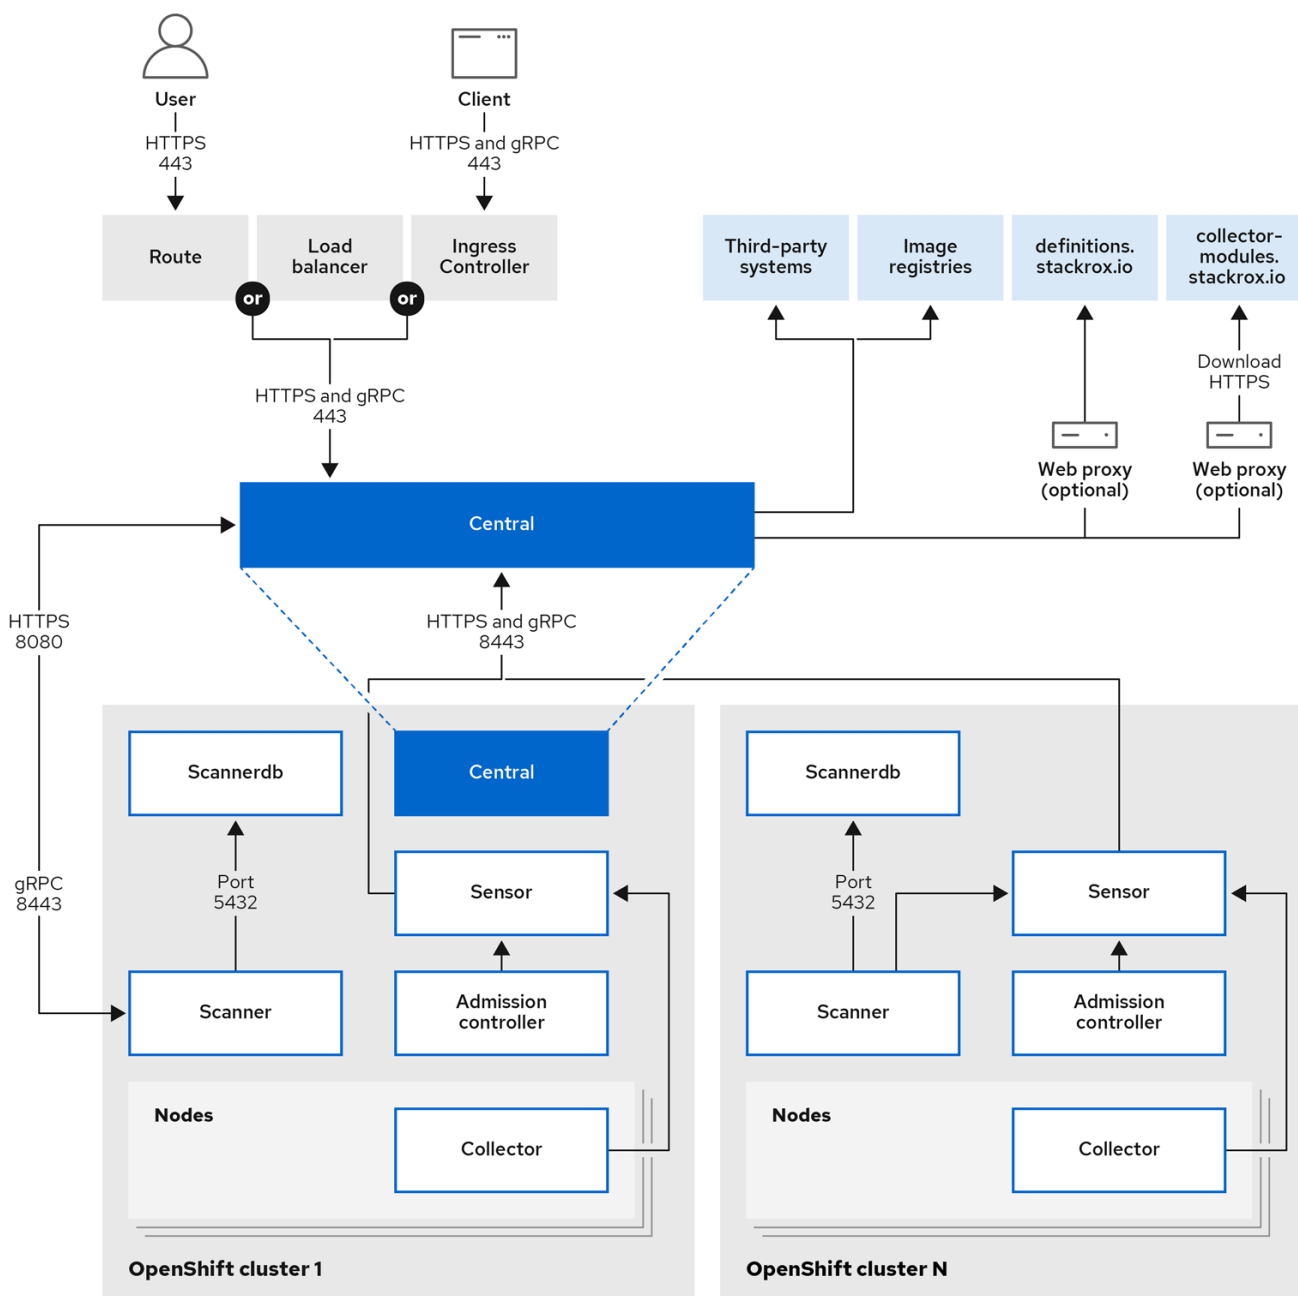 User
Client
HTTPS
443
HTTPS and gRPC
443
Route
Load
balancer
Ingress
Controller
or
or
Third-party
systems
Image
registries
definitions.
stackrox.io
collector-
modules.
stackrox.io
Download
HTTPS
HTTPS and gRPC
443
Web proxy
(optional)
Web proxy
(optional)
Central
HTTPS
8080
HTTPS and gRPC
8443
gRPC
8443
Scannerdb
Central
Port
5432
Sensor
Scanner
Admission
controller
Nodes
Collector
OpenShift cluster 1
Scannerdb
Port
5432
Sensor
Scanner
Admission
controller
Nodes
Collector
OpenShift cluster N